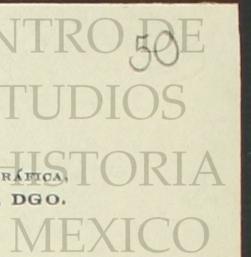 NTRO DE
50
TUDIOS
HISTORIA
RÁFICA,
DGO.
MEXICO